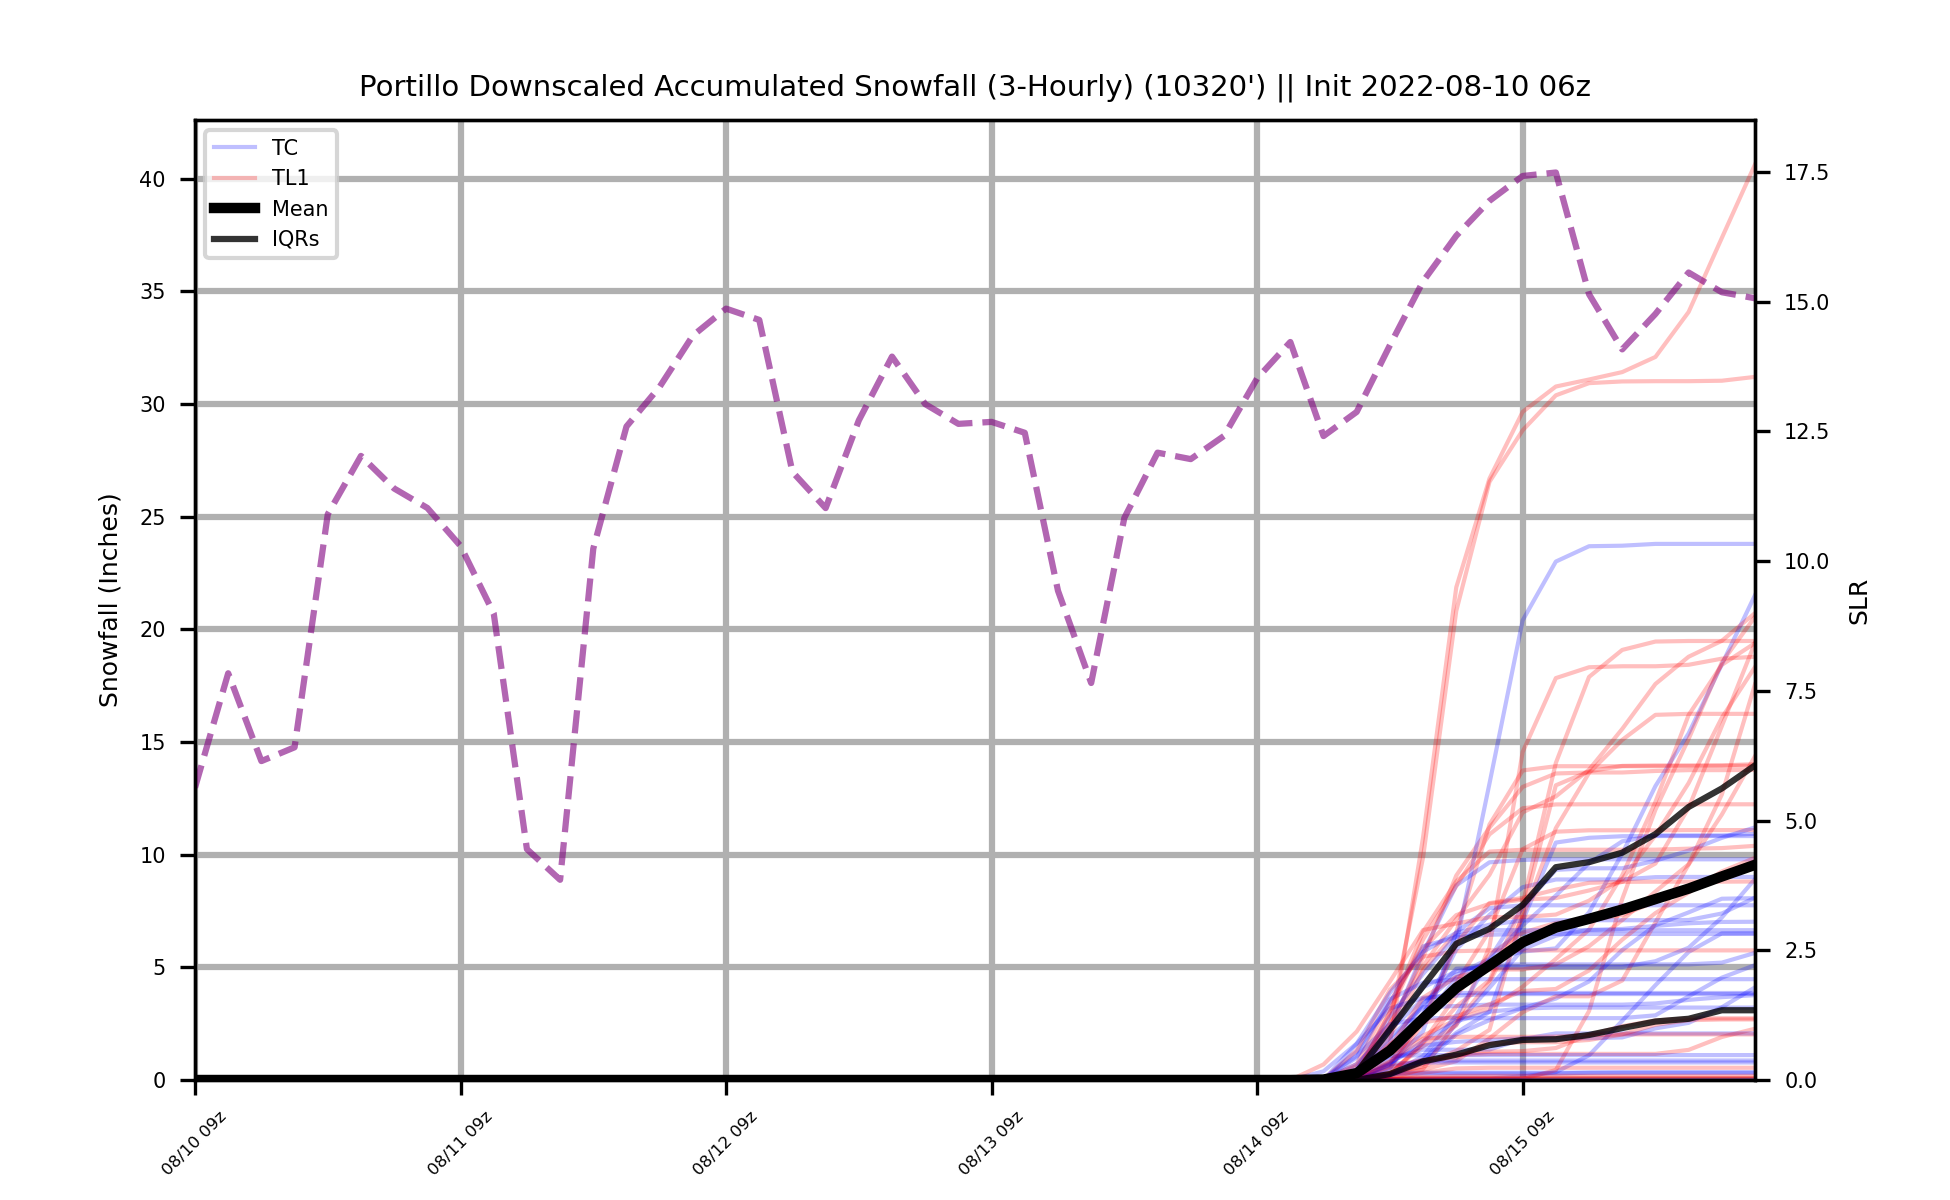 Portillo Downscaled Accumulated Snowfall (3-Hourly) (10320') || Init 2022-08-10 06z
TC
TL1
Mean
IQRs
Snowfall (Inches)
40
35
30
25
20
15
10
5
0
17.5
15.0
12.5
10.0
7.5
5.0
2.5
0.0
SLR
08/10 09z
08/11 09z
08/12 09z
08/13 09z
08/14 09z
08/15 09z